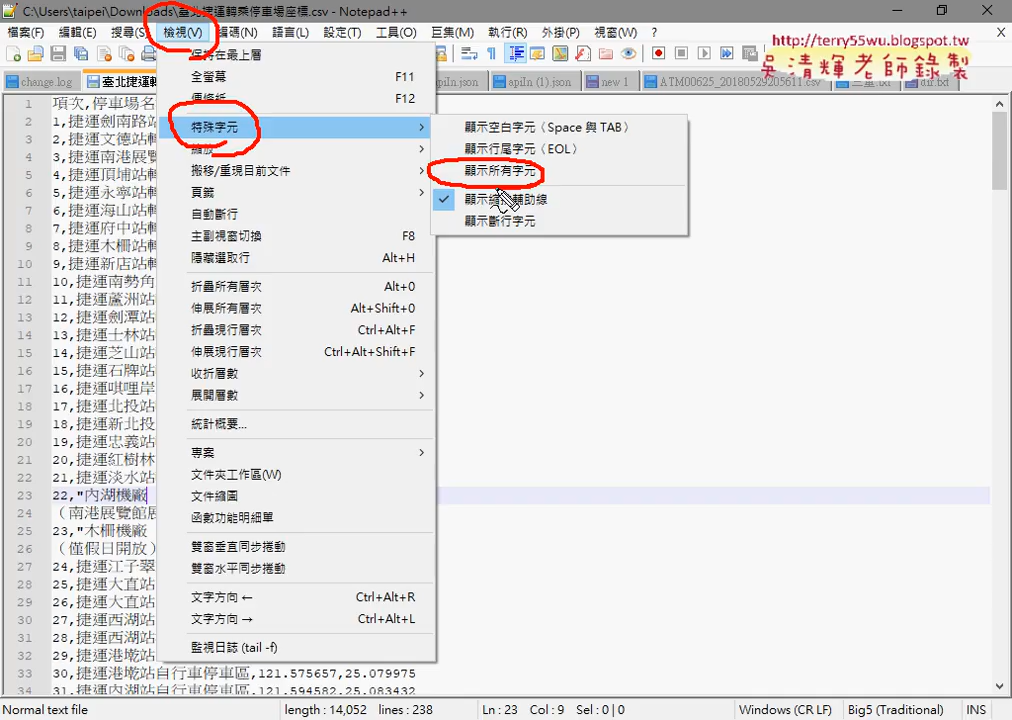 C:\Users\taipei\Downloads\臺北捷運轉乘停車場座標.csv - Notepad++
檔案(F) 編輯(E) 搜尋(S) 檢視(V) 編碼(N) 語言(L) 設定(T) 工具(O) 巨集(M) 執行(R) 外掛(P) 視窗(W) ? X
http://terry55wu.blogspot.tw
吳清輝老師錄製
change.log 臺北捷運轉 apiIn.json apiIn (1).json new 1 ATM00625_20180529205611.csv
保持在最上層
全螢幕 F11
便條紙 F12
特殊字元
縮放
搬移/重現目前文件
頁籤
自動斷行
主副視窗切換 F8
隱藏選取行 Alt+H
折疊所有層次 Alt+0
伸展所有層次 Alt+Shift+0
折疊現行層次 Ctrl+Alt+F
伸展現行層次 Ctrl+Alt+Shift+F
收折層數
展開層數
統計概要...
專案
文件夾工作區(W)
文件縮圖
函數功能明細單
雙窗垂直同步捲動
雙窗水平同步捲動
文字方向← Ctrl+Alt+R
文字方向→ Ctrl+Alt+L
監視日誌 (tail -f)
顯示空白字元（Space 與 TAB）
顯示行尾字元（EOL）
顯示所有字元
顯示縮排輔助線
顯示斷行字元
1 項次,停車場名
2 1,捷運劍南路站
3 2,捷運文德站轉
4 3,捷運南港展覽
5 4,捷運頂埔站轉
6 5,捷運永寧站轉
7 6,捷運海山站轉
8 7,捷運府中站轉
9 8,捷運木柵站轉
10 9,捷運新店站轉
11 10,捷運南勢角
12 11,捷運蘆洲站
13 12,捷運劍潭站
14 13,捷運士林站
15 14,捷運芝山站
16 15,捷運石牌站
17 16,捷運唭哩岸
18 17,捷運北投站
19 18,捷運新北投
20 19,捷運忠義站
21 20,捷運紅樹林
22 21,捷運淡水站
23 22,"內湖機廠
24 （南港展覽館展
25 23,"木柵機廠
26 （僅假日開放）
27 24,捷運江子翠
28 25,捷運大直站
29 26,捷運大直站
30 27,捷運西湖站
31 28,捷運西湖站
32 29,捷運港墘站
33 30,捷運港墘站自行車停車區,121.575657,25.079975
34 31,捷運內湖站自行車停車區,121.594582,25.083432
Normal text file length : 14,052 lines : 238 Ln : 23 Col : 9 Sel : 0 | 0 Windows (CR LF) Big5 (Traditional) INS